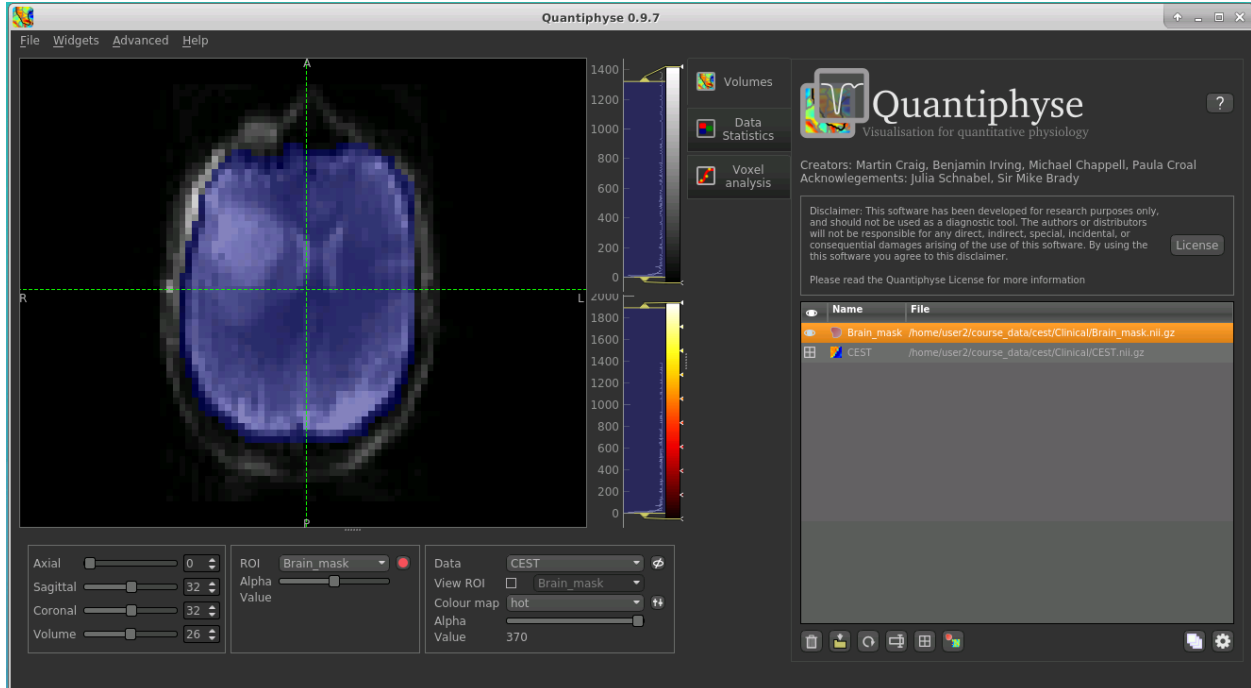 Quantiphyse 0.9.7
File Widgets Advanced Help
A
R
L
P
1400
1200
1000
800
600
400
200
0
2000
1800
1600
1400
1200
1000
800
600
400
200
0
Volumes
Data
Statistics
Voxel
analysis
Quantiphyse
Visualisation for quantitative physiology
?
Creators: Martin Craig, Benjamin Irving, Michael Chappell, Paula Croal
Acknowlegements: Julia Schnabel, Sir Mike Brady
Disclaimer: This software has been developed for research purposes only,
and should not be used as a diagnostic tool. The authors or distributors
will not be responsible for any direct, indirect, special, incidental, or
consequential damages arising of the use of this software. By using the
this software you agree to this disclaimer.
Please read the Quantiphyse License for more information
License
Name File
Brain_mask /home/user2/course_data/cest/Clinical/Brain_mask.nii.gz
CEST /home/user2/course_data/cest/Clinical/CEST.nii.gz
Axial 0
Sagittal 32
Coronal 32
Volume 26
ROI Brain_mask
Alpha
Value
Data CEST
View ROI Brain_mask
Colour map hot
Alpha
Value 370